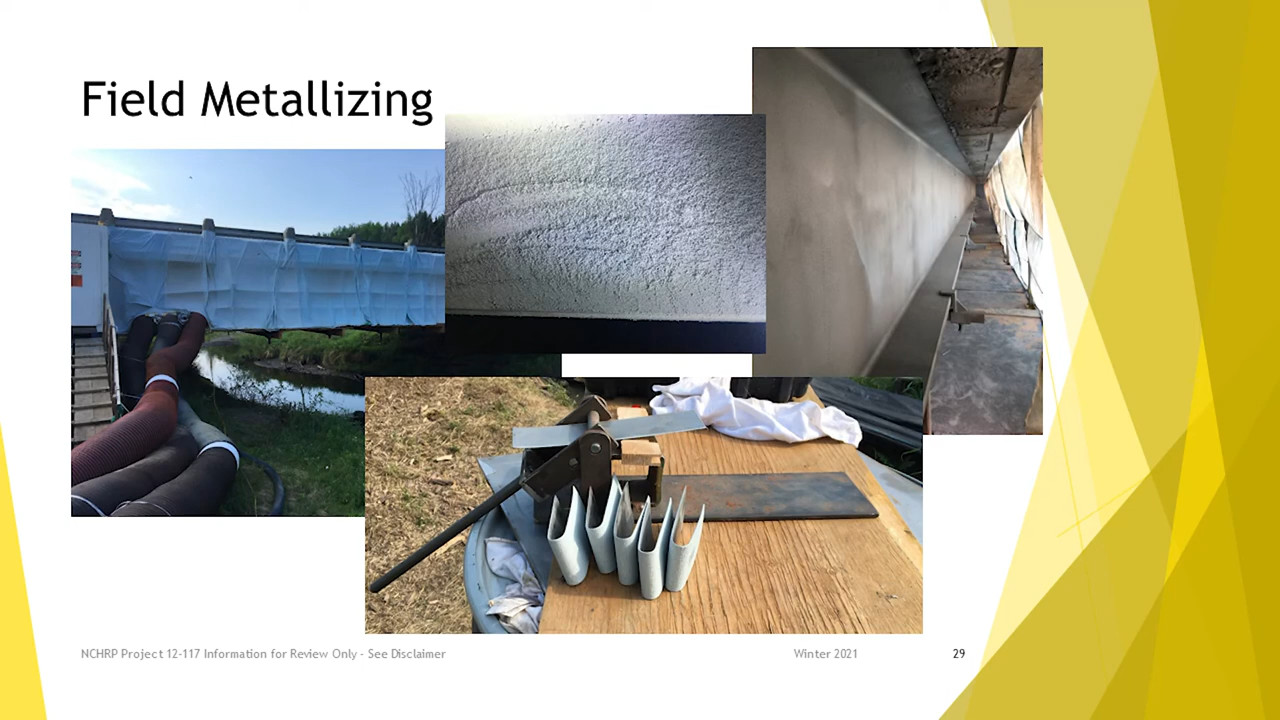 Field Metallizing
NCHRP Project 12-117 Information for Review Only - See Disclaimer
Winter 2021
29